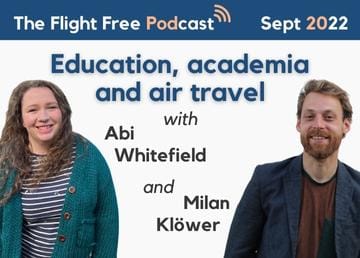 The Flight Free Podcast Sept 2022
Education, academia
and air travel
with
Abi
Whitefield
and
Milan
Klöwer